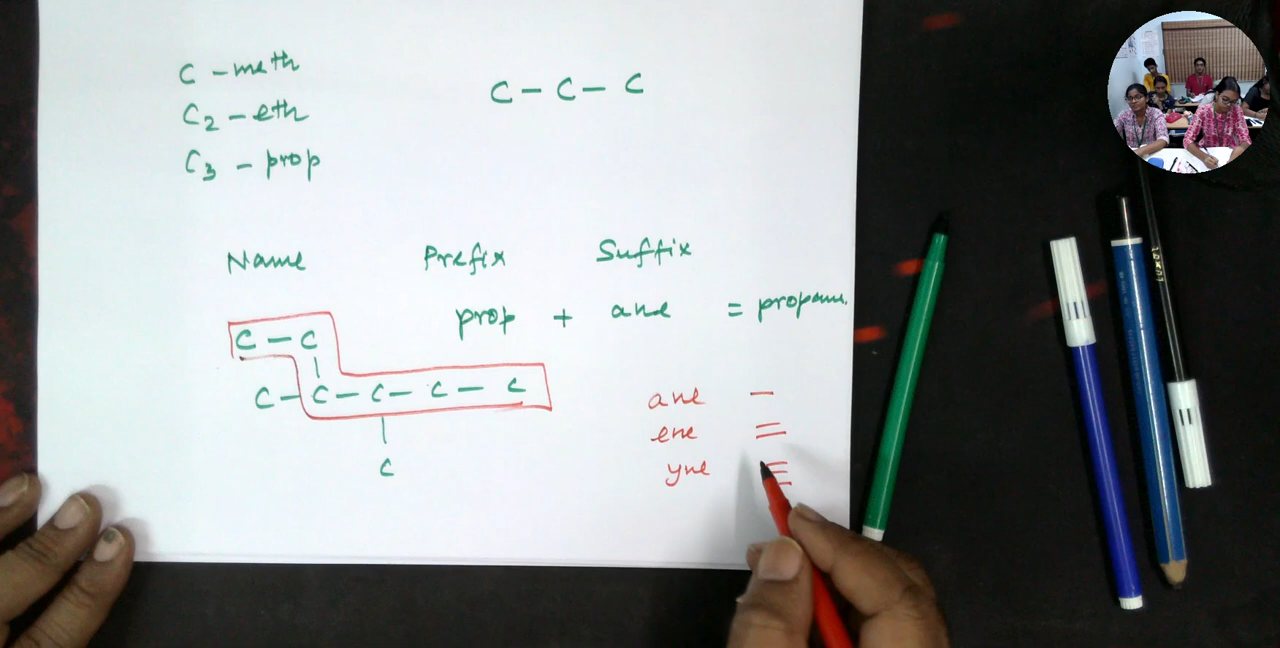 C - meth
C2 - eth
C3 - prop
C - C - C
Name Prefix Suffix
prop + ane = propane.
C - C
C - C - C - C - C
C
ane —
ene =
yne ≡